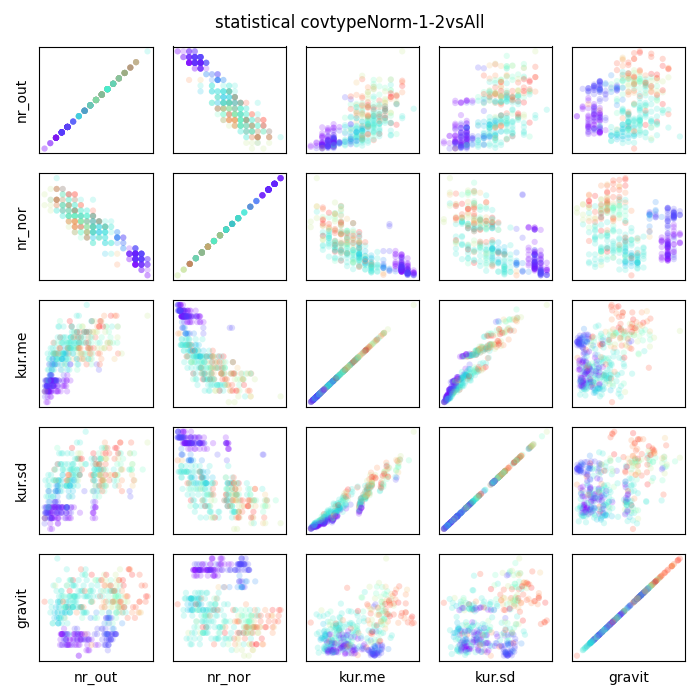 statistical covtypeNorm-1-2vsAll
nr_out
nr_nor
kur.me
kur.sd
gravit
nr_out
nr_nor
kur.me
kur.sd
gravit